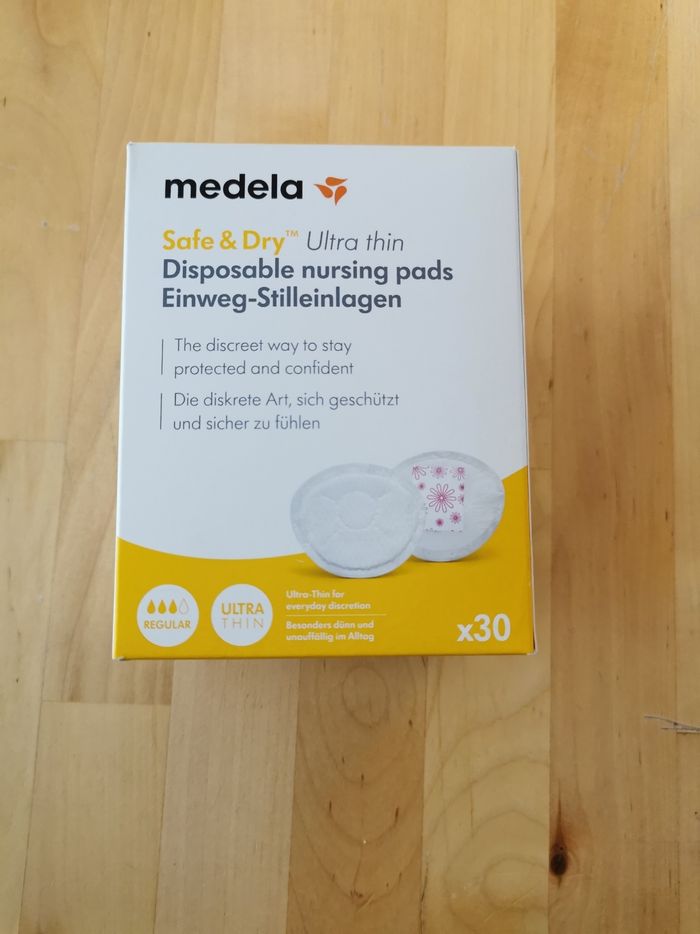 medela
Safe & Dry™ Ultra thin
Disposable nursing pads
Einweg-Stilleinlagen
The discreet way to stay
protected and confident
Die diskrete Art, sich geschützt
und sicher zu fühlen
REGULAR
ULTRA
THIN
Ultra-Thin for
everyday discretion
Besonders dünn und
unauffällig im Alltag
x30